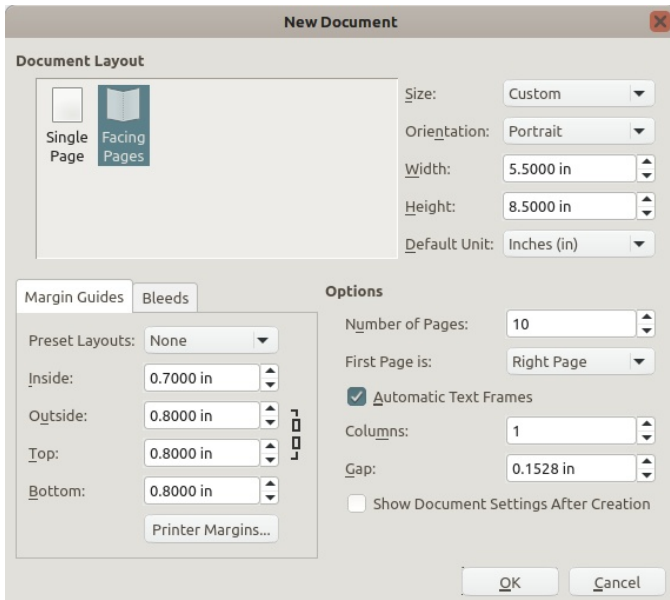 New Document
Document Layout
Single Page
Facing Pages
Size: Custom
Orientation: Portrait
Width: 5.5000 in
Height: 8.5000 in
Default Unit: Inches (in)
Margin Guides Bleeds
Preset Layouts: None
Inside: 0.7000 in
Outside: 0.8000 in
Top: 0.8000 in
Bottom: 0.8000 in
Printer Margins...
Options
Number of Pages: 10
First Page is: Right Page
Automatic Text Frames
Columns: 1
Gap: 0.1528 in
Show Document Settings After Creation
OK Cancel